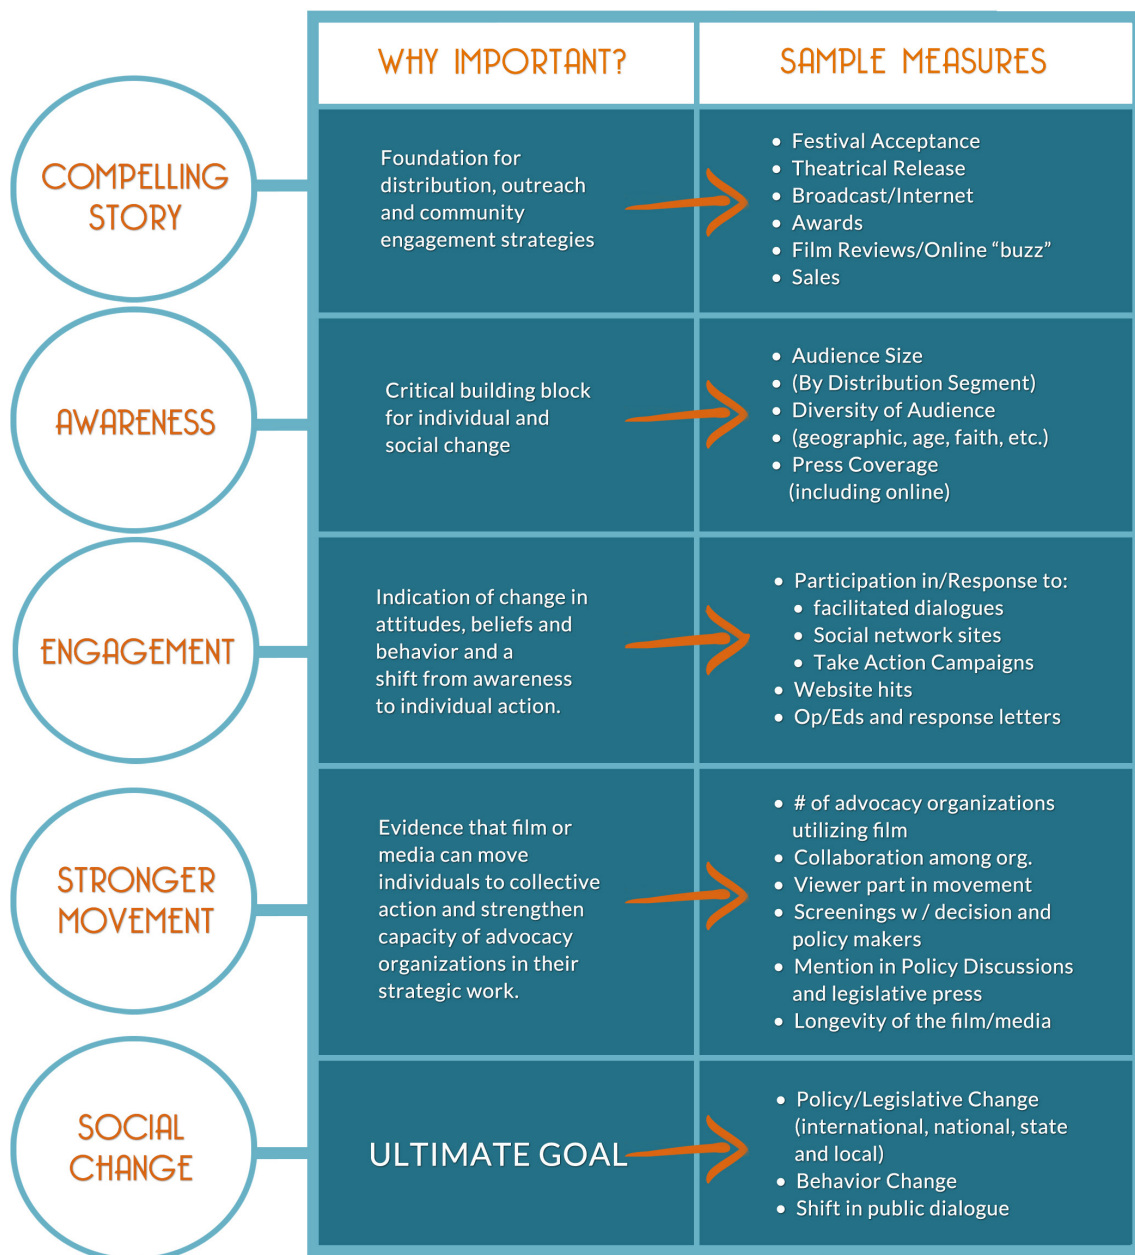 WHY IMPORTANT?
SAMPLE MEASURES
COMPELLING
STORY
Foundation for
distribution, outreach
and community
engagement strategies
• Festival Acceptance
• Theatrical Release
• Broadcast/Internet
• Awards
• Film Reviews/Online “buzz”
• Sales
AWARENESS
Critical building block
for individual and
social change
• Audience Size
• (By Distribution Segment)
• Diversity of Audience
• (geographic, age, faith, etc.)
• Press Coverage
(including online)
ENGAGEMENT
Indication of change in
attitudes, beliefs and
behavior and a
shift from awareness
to individual action.
• Participation in/Response to:
• facilitated dialogues
• Social network sites
• Take Action Campaigns
• Website hits
• Op/Eds and response letters
STRONGER
MOVEMENT
Evidence that film or
media can move
individuals to collective
action and strengthen
capacity of advocacy
organizations in their
strategic work.
• # of advocacy organizations
utilizing film
• Collaboration among org.
• Viewer part in movement
• Screenings w / decision and
policy makers
• Mention in Policy Discussions
and legislative press
• Longevity of the film/media
SOCIAL
CHANGE
ULTIMATE GOAL
• Policy/Legislative Change
(international, national, state
and local)
• Behavior Change
• Shift in public dialogue